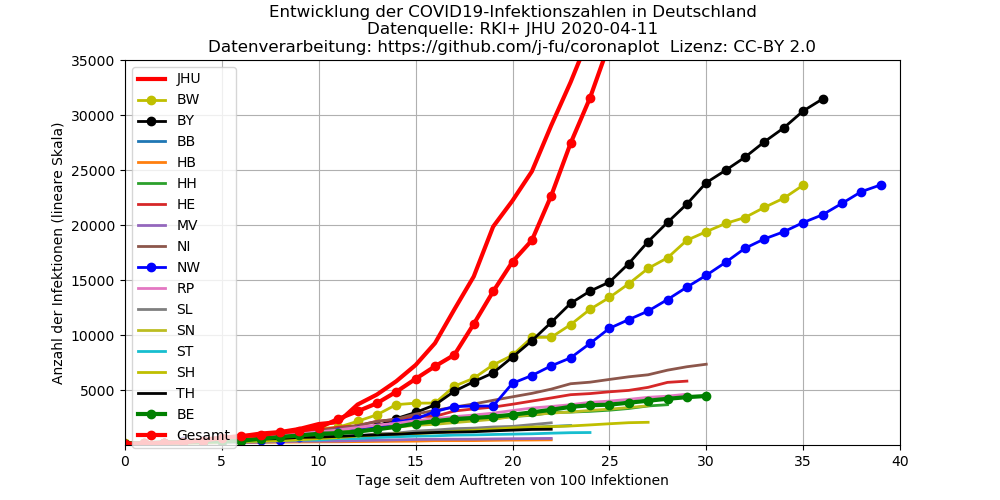 Entwicklung der COVID19-Infektionszahlen in Deutschland
Datenquelle: RKI+ JHU 2020-04-11
Datenverarbeitung: https://github.com/j-fu/coronaplot  Lizenz: CC-BY 2.0
Anzahl der Infektionen (lineare Skala)
35000
30000
25000
20000
15000
10000
5000
JHU
BW
BY
BB
HB
HH
HE
MV
NI
NW
RP
SL
SN
ST
SH
TH
BE
Gesamt
0
5
10
15
20
25
30
35
40
Tage seit dem Auftreten von 100 Infektionen